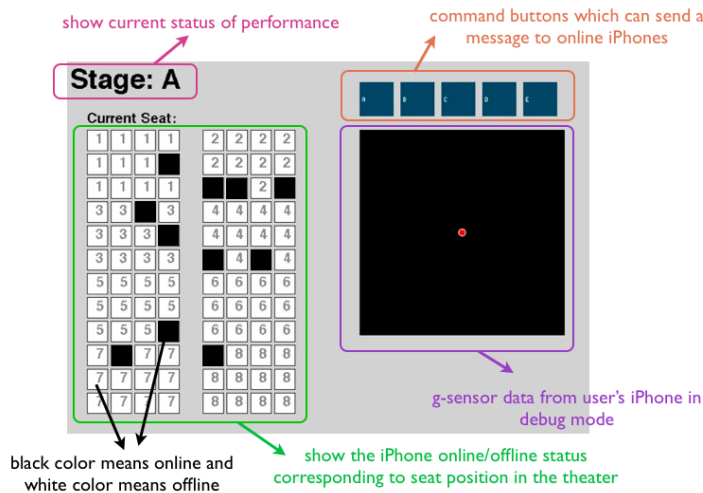 show current status of performance
command buttons which can send a
message to online iPhones
Stage: A
A B C D E
Current Seat:
1 1 1 1 2 2 2 2
1 1 1 2 2 2 2
1 1 1 1 2
3 3 3 4 4 4 4
3 3 3 4 4 4 4
3 3 3 3 4 4
5 5 5 5 6 6 6 6
5 5 5 5 6 6 6 6
5 5 5 6 6 6 6
7 7 7 8 8 8
7 7 7 7 8 8 8 8
7 7 7 7 8 8 8 8
g-sensor data from user's iPhone in
debug mode
show the iPhone online/offline status
corresponding to seat position in the theater
black color means online and
white color means offline